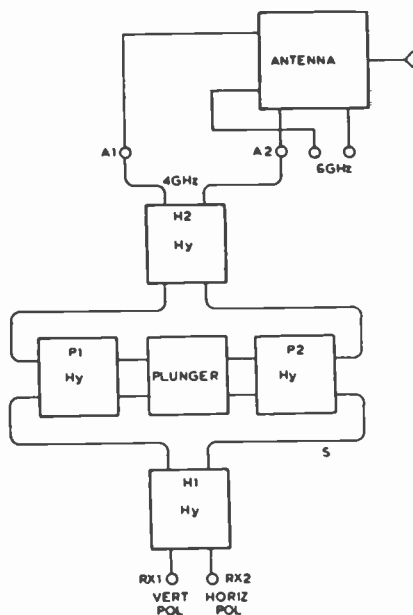 ANTENNA
A1
A2
4GHz
6GHz
H2
Hy
P1
Hy
PLUNGER
P2
Hy
S
H1
Hy
RX1
RX2
VERT
POL
HORIZ
POL